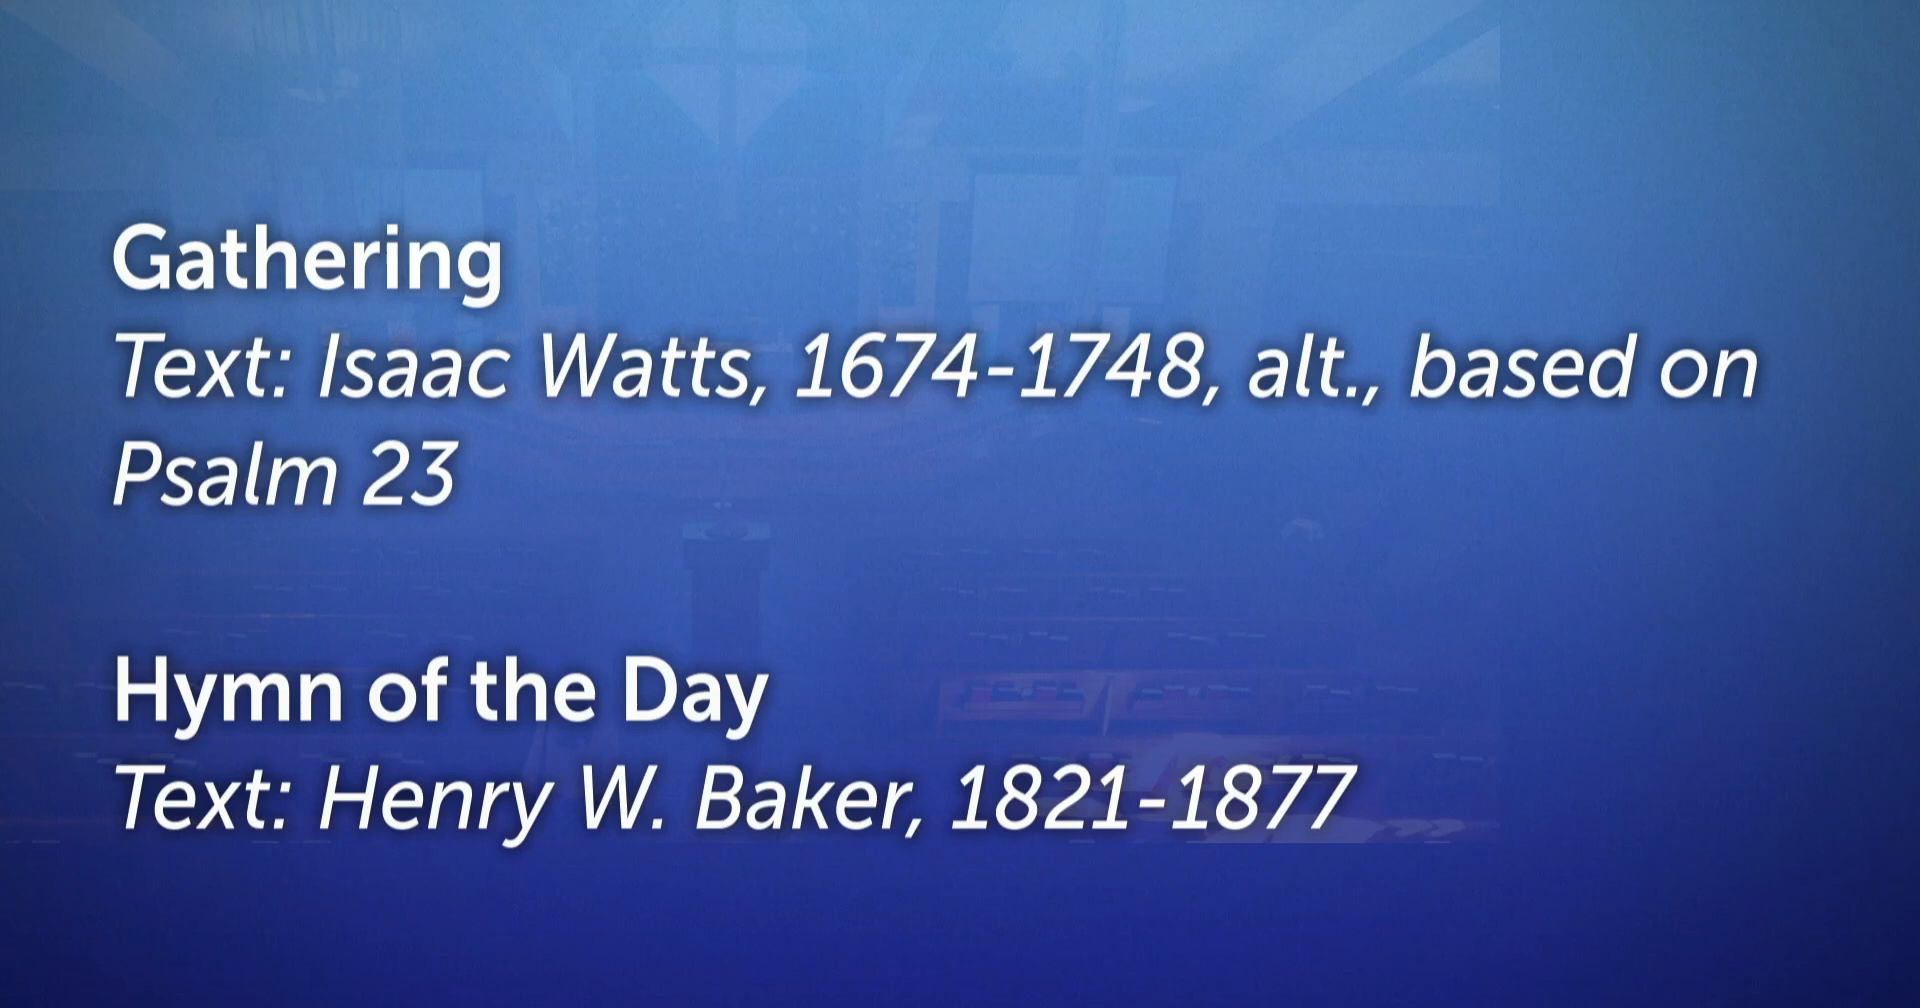 Gathering
Text: Isaac Watts, 1674-1748, alt., based on
Psalm 23
Hymn of the Day
Text: Henry W. Baker, 1821-1877